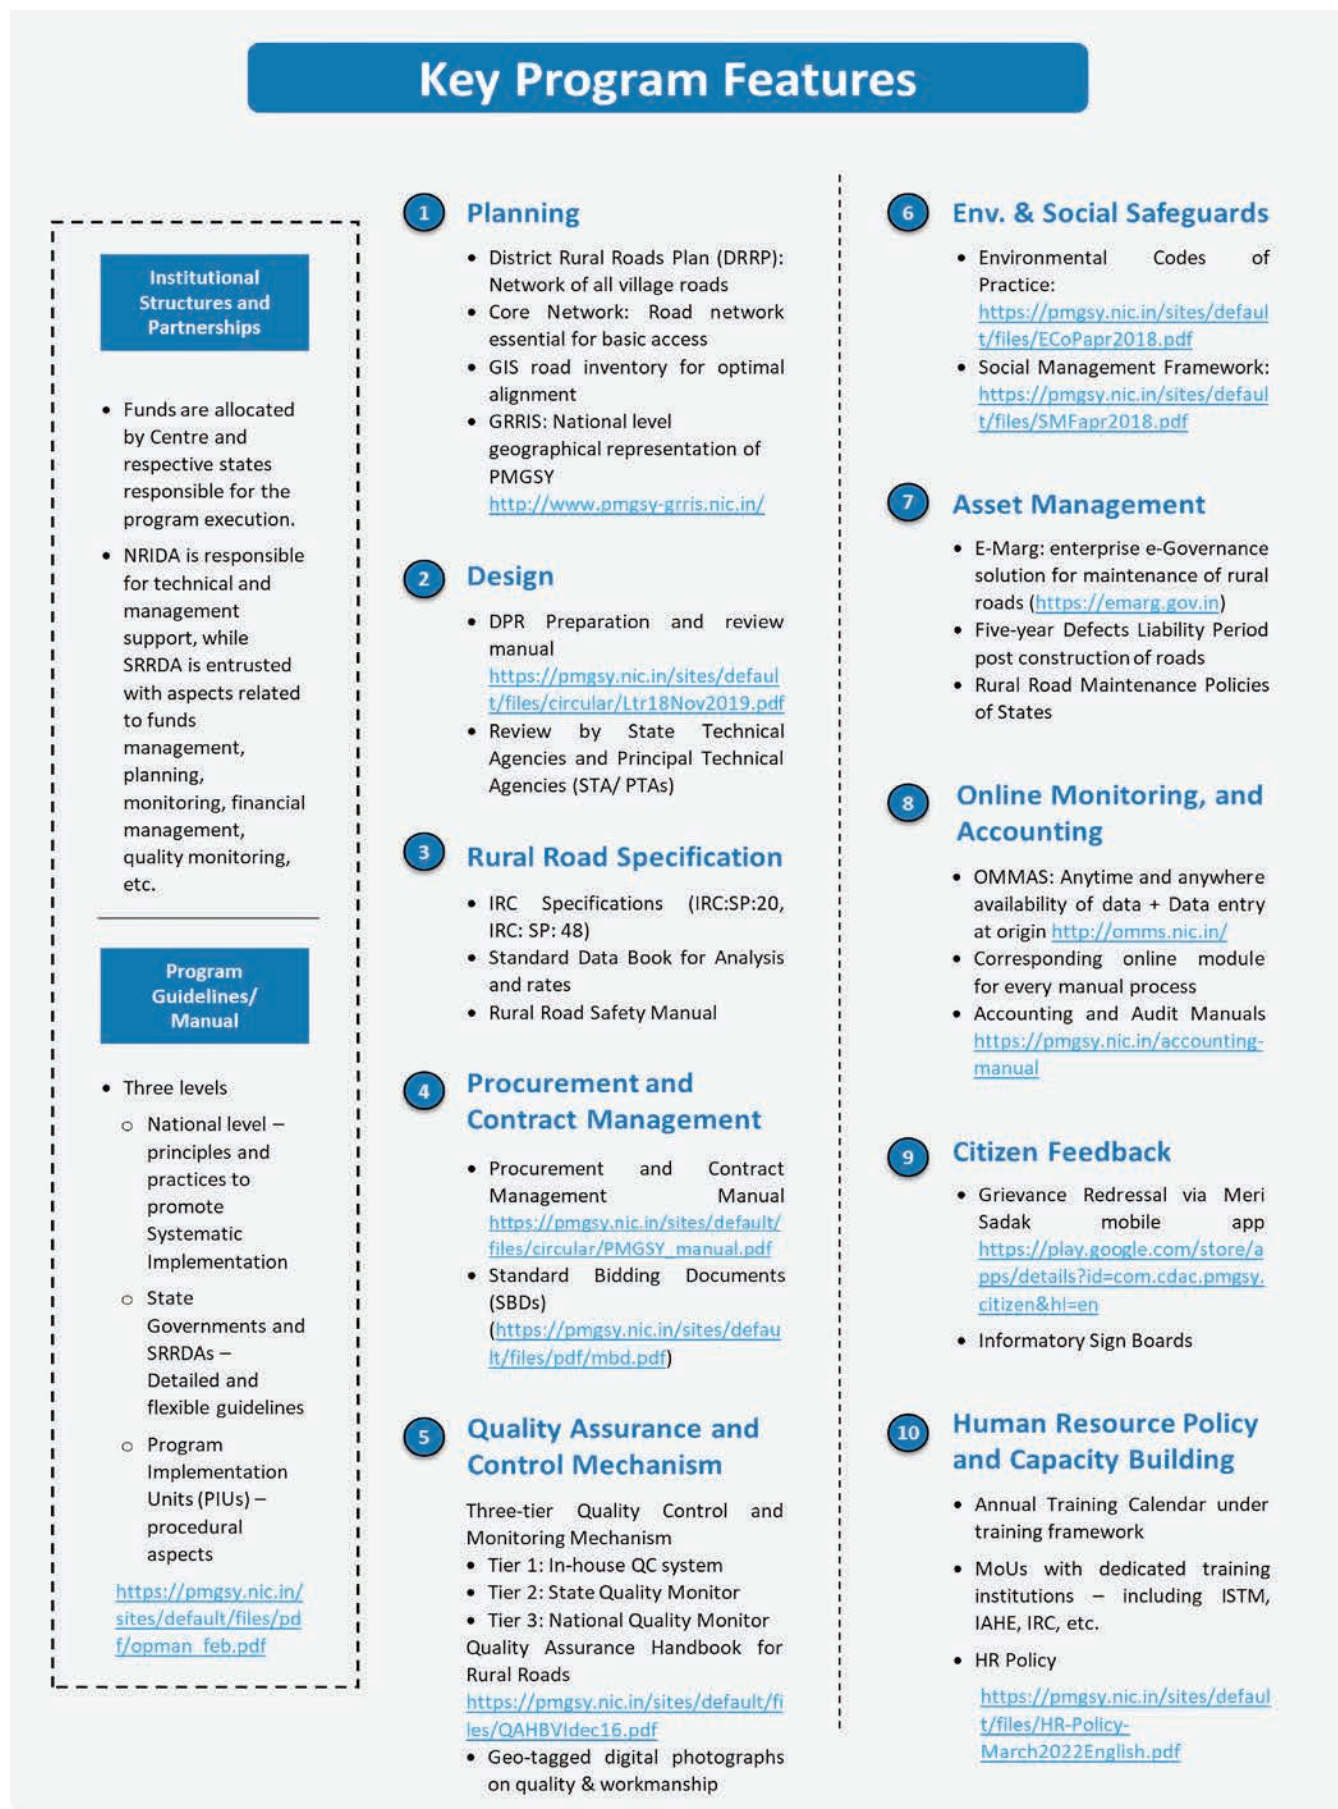 Key Program Features
Institutional
Structures and
Partnerships
• Funds are allocated
by Centre and
respective states
responsible for the
program execution.
• NRIDA is responsible
for technical and
management
support, while
SRRDA is entrusted
with aspects related
to funds
management,
planning,
monitoring, financial
management,
quality monitoring,
etc.
Program
Guidelines/
Manual
• Three levels
o National level –
principles and
practices to
promote
Systematic
Implementation
o State
Governments and
SRRDAs –
Detailed and
flexible guidelines
o Program
Implementation
Units (PIUs) –
procedural
aspects
https://pmgsy.nic.in/
sites/default/files/pd
f/opman_feb.pdf
1 Planning
• District Rural Roads Plan (DRRP):
Network of all village roads
• Core Network: Road network
essential for basic access
• GIS road inventory for optimal
alignment
• GRRIS: National level
geographical representation of
PMGSY
http://www.pmgsy-grris.nic.in/
2 Design
• DPR Preparation and review
manual
https://pmgsy.nic.in/sites/defaul
t/files/circular/Ltr18Nov2019.pdf
• Review by State Technical
Agencies and Principal Technical
Agencies (STA/ PTAs)
3 Rural Road Specification
• IRC Specifications (IRC:SP:20,
IRC: SP: 48)
• Standard Data Book for Analysis
and rates
• Rural Road Safety Manual
4 Procurement and
Contract Management
• Procurement and Contract
Management Manual
https://pmgsy.nic.in/sites/default/
files/circular/PMGSY_manual.pdf
• Standard Bidding Documents
(SBDs)
(https://pmgsy.nic.in/sites/defau
lt/files/pdf/mbd.pdf)
5 Quality Assurance and
Control Mechanism
Three-tier Quality Control and
Monitoring Mechanism
• Tier 1: In-house QC system
• Tier 2: State Quality Monitor
• Tier 3: National Quality Monitor
Quality Assurance Handbook for
Rural Roads
https://pmgsy.nic.in/sites/default/fi
les/QAHBVIdec16.pdf
• Geo-tagged digital photographs
on quality & workmanship
6 Env. & Social Safeguards
• Environmental Codes of
Practice:
https://pmgsy.nic.in/sites/defaul
t/files/ECoPapr2018.pdf
• Social Management Framework:
https://pmgsy.nic.in/sites/defaul
t/files/SMFapr2018.pdf
7 Asset Management
• E-Marg: enterprise e-Governance
solution for maintenance of rural
roads (https://emarg.gov.in)
• Five-year Defects Liability Period
post construction of roads
• Rural Road Maintenance Policies
of States
8 Online Monitoring, and
Accounting
• OMMAS: Anytime and anywhere
availability of data + Data entry
at origin http://omms.nic.in/
• Corresponding online module
for every manual process
• Accounting and Audit Manuals
https://pmgsy.nic.in/accounting-
manual
9 Citizen Feedback
• Grievance Redressal via Meri
Sadak mobile app
https://play.google.com/store/a
pps/details?id=com.cdac.pmgsy.
citizen&hl=en
• Informatory Sign Boards
10 Human Resource Policy
and Capacity Building
• Annual Training Calendar under
training framework
• MoUs with dedicated training
institutions – including ISTM,
IAHE, IRC, etc.
• HR Policy
https://pmgsy.nic.in/sites/defaul
t/files/HR-Policy-
March2022English.pdf